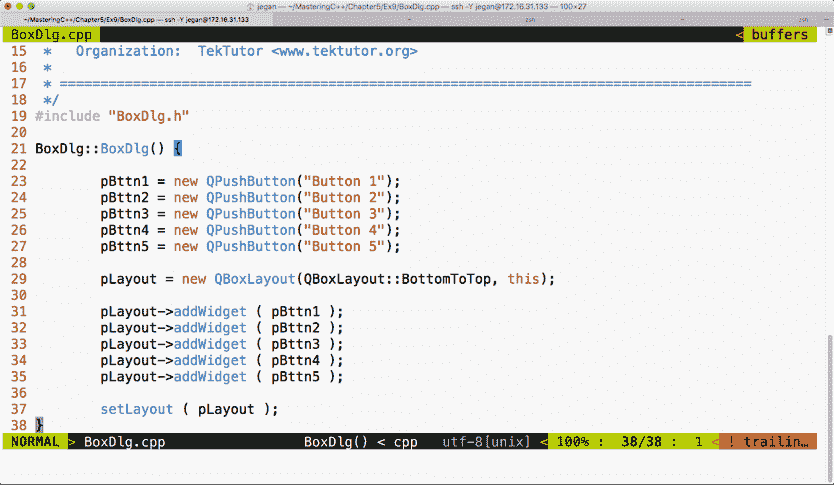 jegan — ~/MasteringC++/Chapter5/Ex9/BoxDlg.cpp — ssh -Y jegan@172.16.31.133 — 100×27
~/MasteringC++/Chapter5/Ex9/BoxDlg.cpp — ssh -Y jegan@172.16.31.133
BoxDlg.cpp < buffers
15 *   Organization:  TekTutor <www.tektutor.org>
16 *
17 * =====================================================================================
18 */
19 #include "BoxDlg.h"
20
21 BoxDlg::BoxDlg() {
22
23         pBttn1 = new QPushButton("Button 1");
24         pBttn2 = new QPushButton("Button 2");
25         pBttn3 = new QPushButton("Button 3");
26         pBttn4 = new QPushButton("Button 4");
27         pBttn5 = new QPushButton("Button 5");
28
29         pLayout = new QBoxLayout(QBoxLayout::BottomToTop, this);
30
31         pLayout->addWidget ( pBttn1 );
32         pLayout->addWidget ( pBttn2 );
33         pLayout->addWidget ( pBttn3 );
34         pLayout->addWidget ( pBttn4 );
35         pLayout->addWidget ( pBttn5 );
36
37         setLayout ( pLayout );
38 }
NORMAL > BoxDlg.cpp BoxDlg() < cpp utf-8[unix] < 100% : 38/38 : 1 < ! trailin…